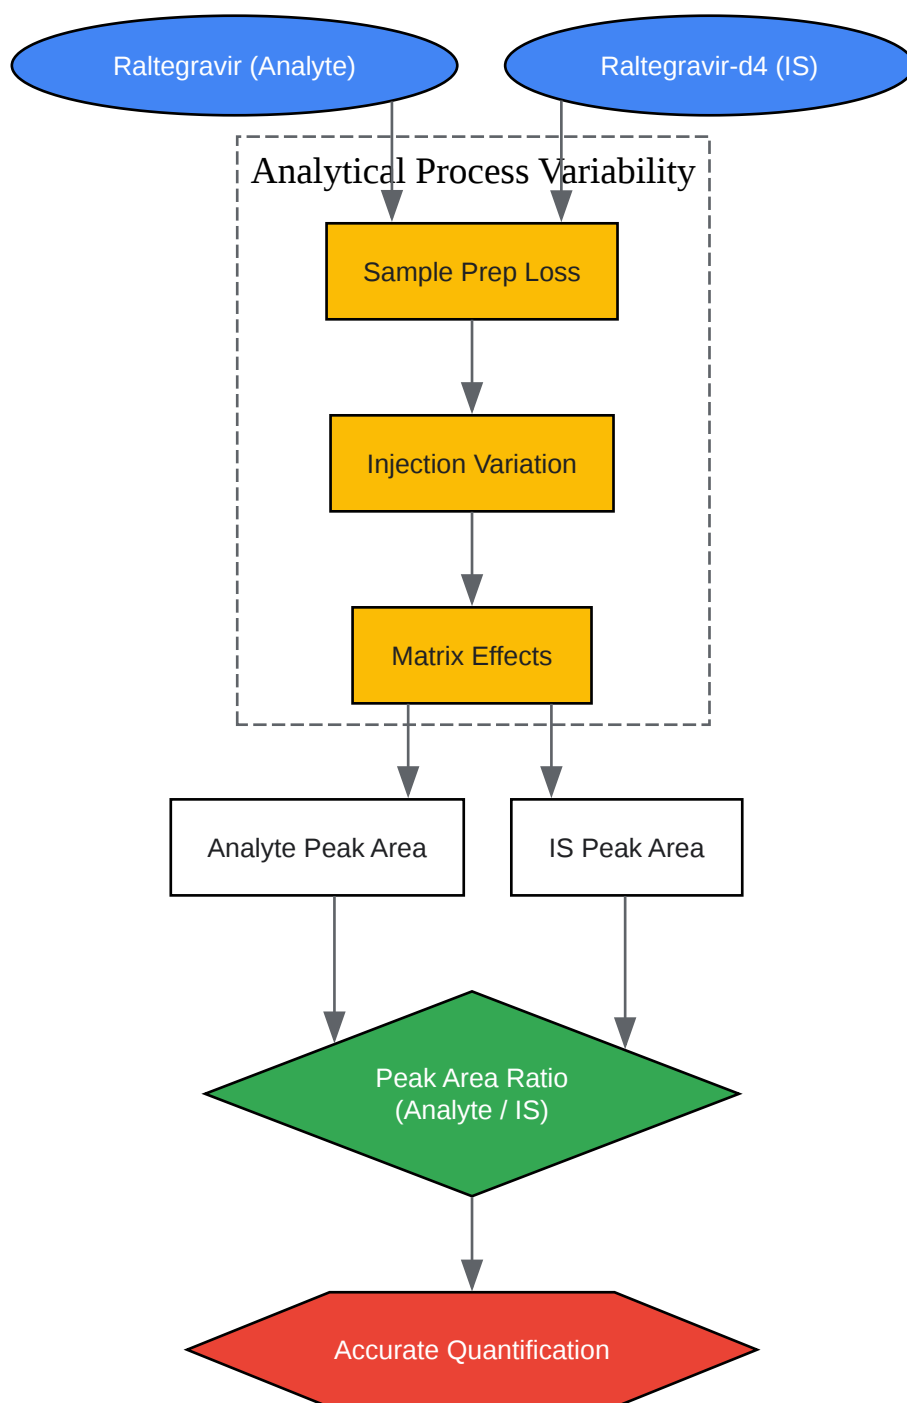 Raltegravir (Analyte)
Raltegravir-d4 (IS)
Analytical Process Variability
Sample Prep Loss
Injection Variation
Matrix Effects
Analyte Peak Area
IS Peak Area
Peak Area Ratio
(Analyte / IS)
Accurate Quantification